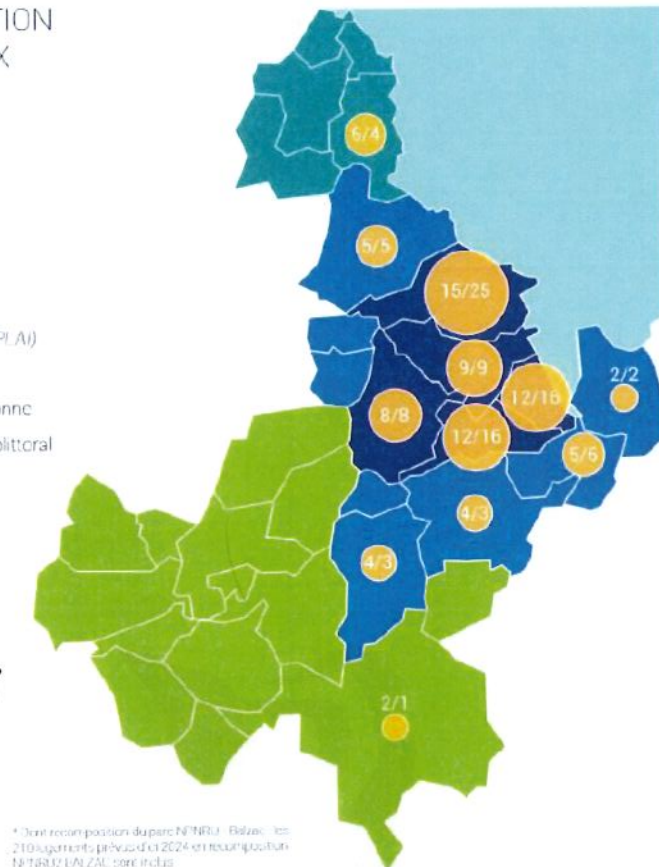 TION
X
PLAI)
nne
littoral
6/4
5/5
15/25
9/9
2/2
12/16
8/8
12/16
5/6
4/3
4/3
2/1
* Dont recomposition du parc NPNRU - Balzac : les
210 logements prévus d'ici 2024 en recomposition
NPNRU2 BALZAC sont inclus